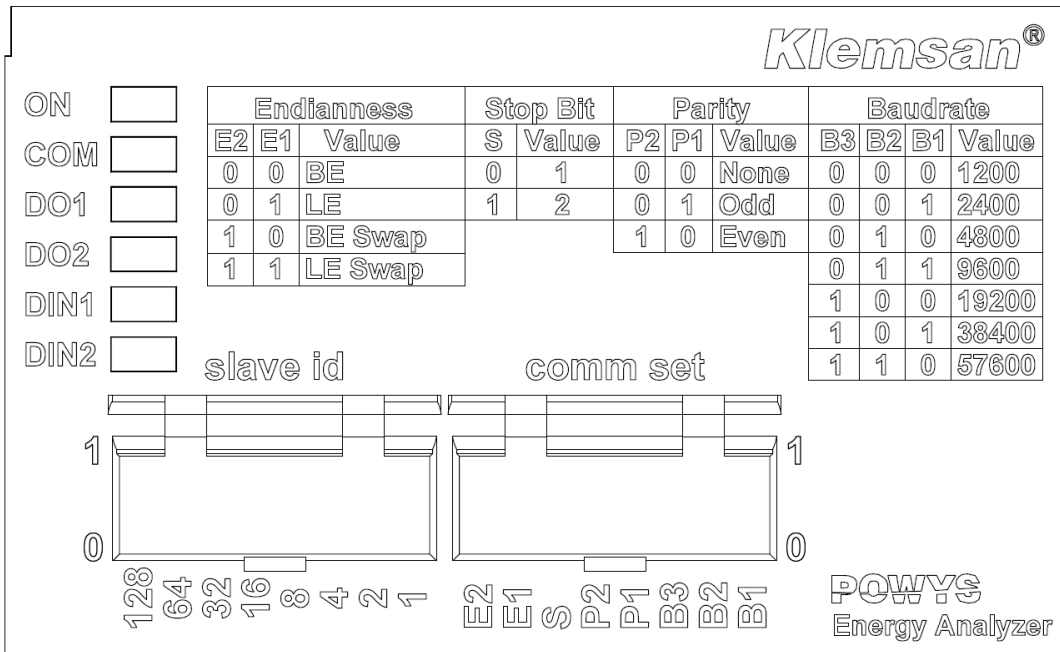 Klemsan®
ON
COM
DO1
DO2
DIN1
DIN2
Endianness Stop Bit Parity Baudrate
E2 E1 Value S Value P2 P1 Value B3 B2 B1 Value
0 0 BE 0 1 0 0 None 0 0 0 1200
0 1 LE 1 2 0 1 Odd 0 0 1 2400
1 0 BE Swap 1 0 Even 0 1 0 4800
1 1 LE Swap 0 1 1 9600
1 0 0 19200
1 0 1 38400
1 1 0 57600
slave id comm set
1 1
0 0
128 64 32 16 8 4 2 1 E2 E1 S P2 P1 B3 B2 B1
POWYS
Energy Analyzer